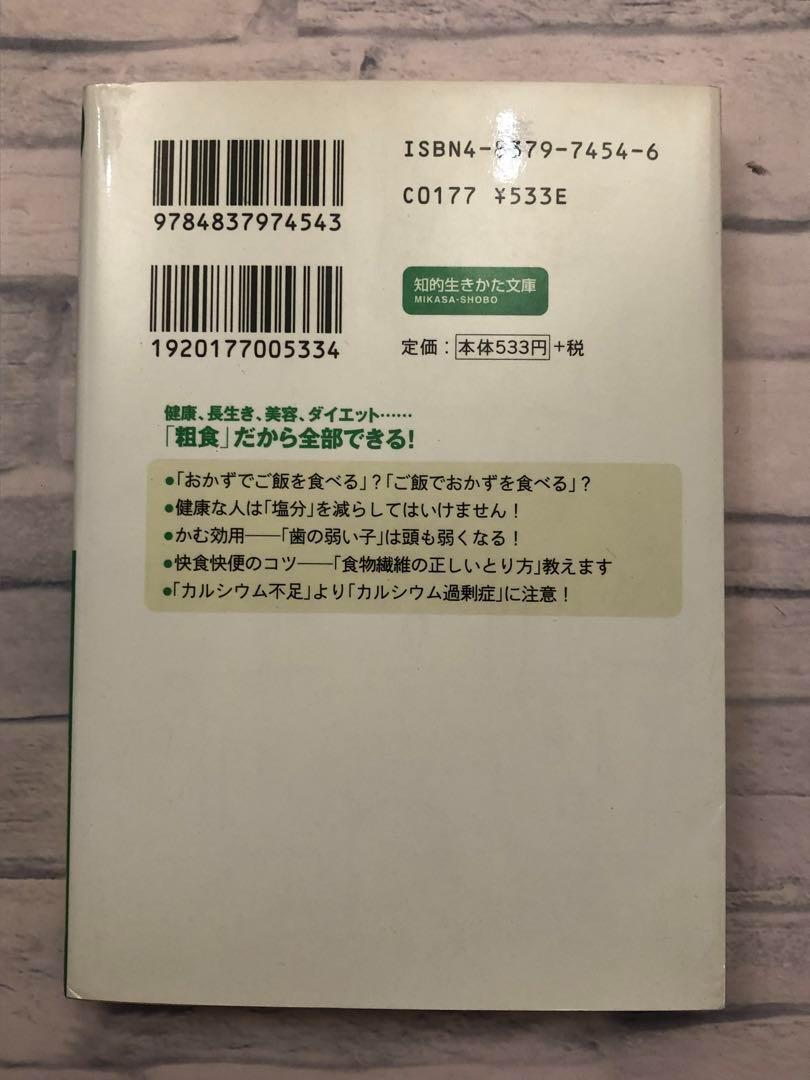 ISBN4-8379-7454-6
9784837974543
C0177 ¥533E
知的生きかた文庫
MIKASA-SHOBO
1920177005334
定価：本体533円+税
健康、長生き、美容、ダイエット……
「粗食」だから全部できる！
●「おかずでご飯を食べる」？「ご飯でおかずを食べる」？
●健康な人は「塩分」を減らしてはいけません！
●かむ効用──「歯の弱い子」は頭も弱くなる！
●快食快便のコツ──「食物繊維の正しいとり方」教えます
●「カルシウム不足」より「カルシウム過剰症」に注意！